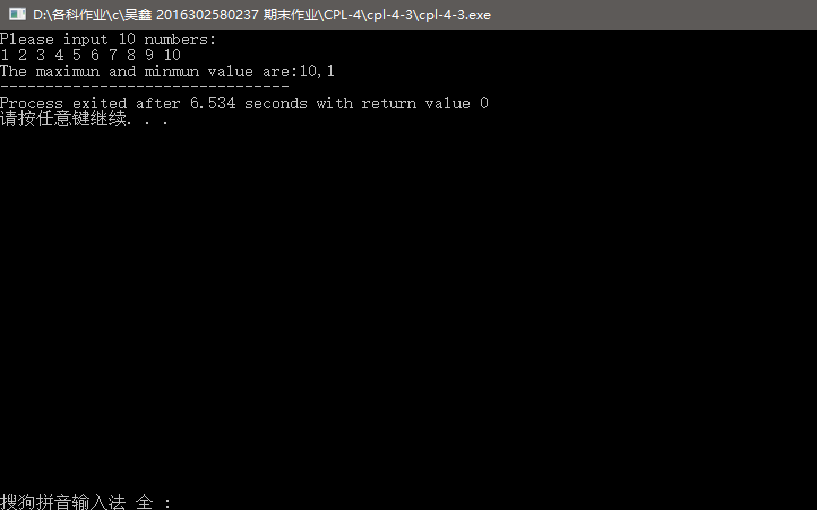 D:\各科作业\c\吴鑫 2016302580237 期末作业\CPL-4\cpl-4-3\cpl-4-3.exe
Please input 10 numbers:
1 2 3 4 5 6 7 8 9 10
The maximun and minmun value are:10,1
--------------------------------
Process exited after 6.534 seconds with return value 0
请按任意键继续. . .
搜狗拼音输入法 全 :